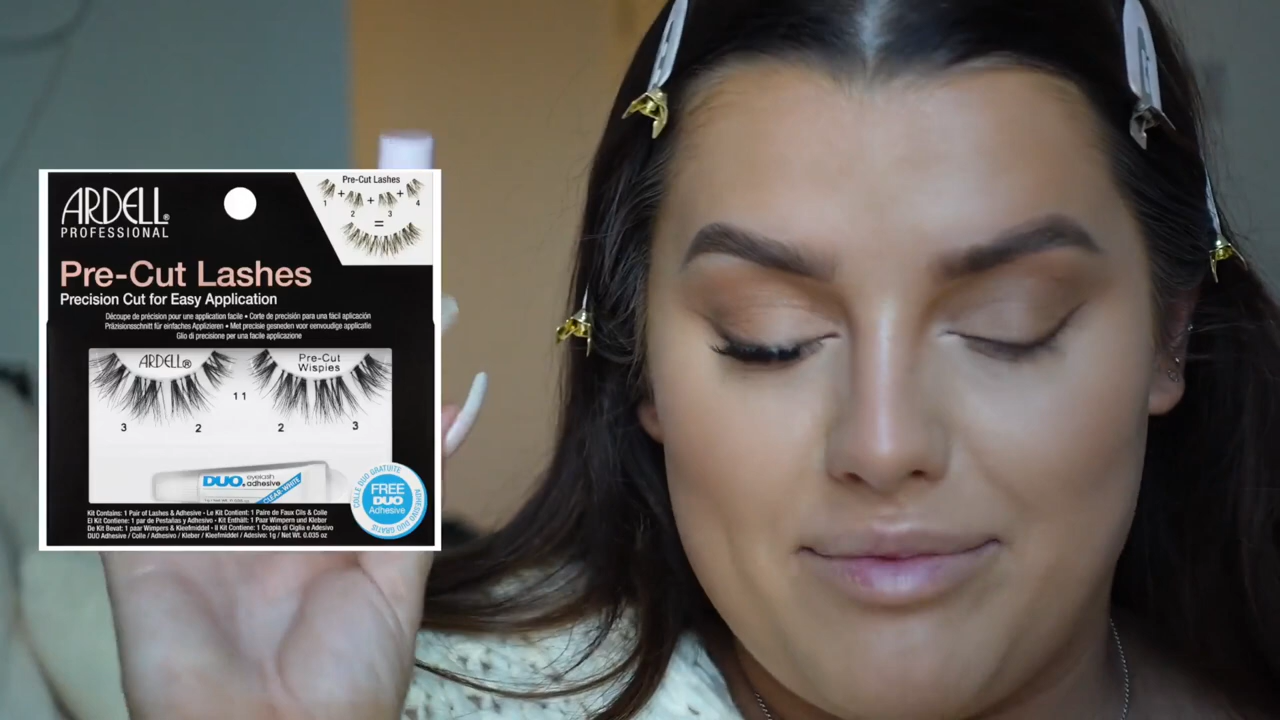 ARDELL®
PROFESSIONAL
Pre-Cut Lashes
1 + 2 + 3 + 4
=
Pre-Cut Lashes
Precision Cut for Easy Application
Découpe de précision pour une application facile • Corte de precisión para una fácil aplicación
Präzisionsschnitt für einfaches Applizieren • Met precisie gesneden voor eenvoudige applicatie
Glio di precisione per una facile applicazione
ARDELL®
Pre-Cut
Wispies
11
3 2 2 3
DUO. eyelash
adhesive
CLEAR-WHITE
COLLE DUO GRATUITE
FREE
DUO
Adhesive
ADHESIVO DUO GRATIS
Kit Contains: 1 Pair of Lashes & Adhesive - Le Kit Contient: 1 Paire de Faux Cils & Colle
El Kit Contiene: 1 par de Pestañas y Adhesivo - Kit Enthält: 1 Paar Wimpern und Kleber
De Kit Bevat: 1 paar Wimpers & Kleefmiddel - Il Kit Contiene: 1 Coppia di Ciglia e Adesivo
DUO Adhesive / Colle / Adhesivo / Kleber / Kleefmiddel / Adesivo: 1g / Net Wt. 0.035 oz